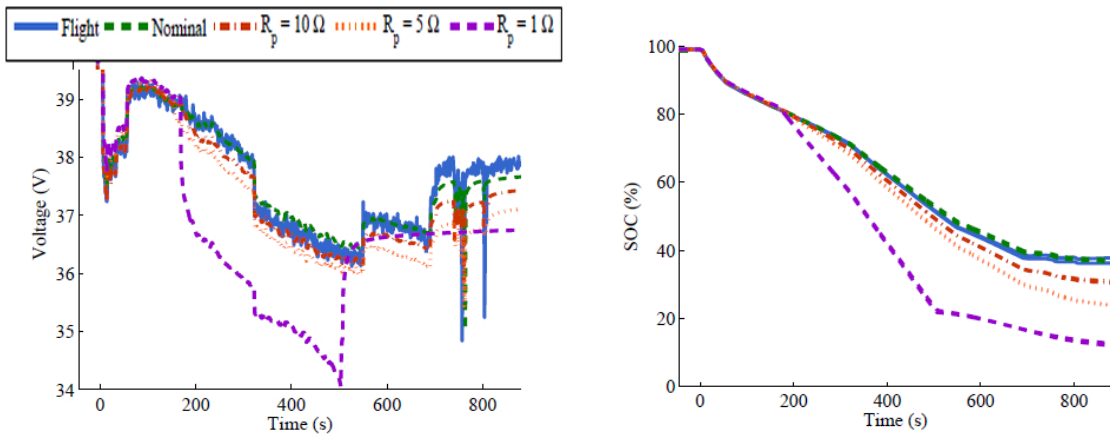 Flight Nominal R_p = 10 Ω R_p = 5 Ω R_p = 1 Ω
39
38
37
36
35
34
Voltage (V)
0 200 400 600 800
Time (s)
100
80
60
40
20
0
SOC (%)
0 200 400 600 800
Time (s)